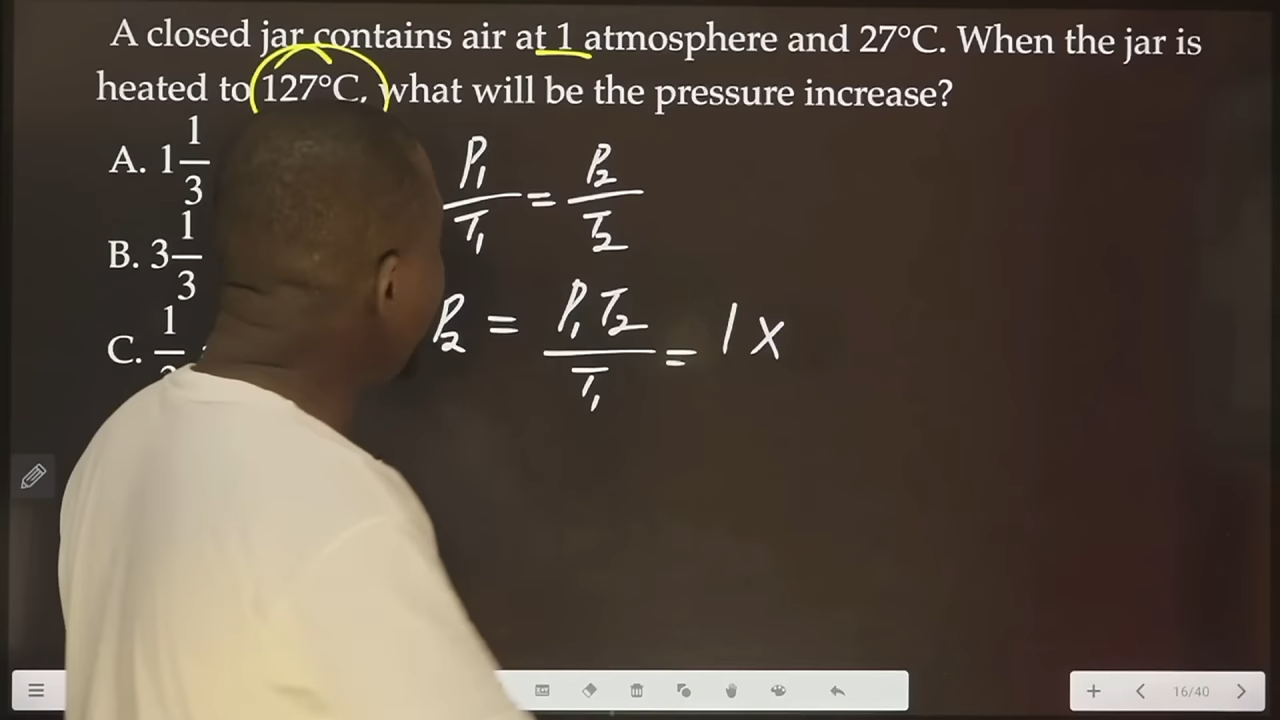 A closed jar contains air at 1 atmosphere and 27°C. When the jar is
heated to 127°C, what will be the pressure increase?
A. 1 1/3
B. 3 1/3
C. 1
P₁/T₁ = P₂/T₂
P₂ = P₁T₂/T₁ = 1 x
16/40